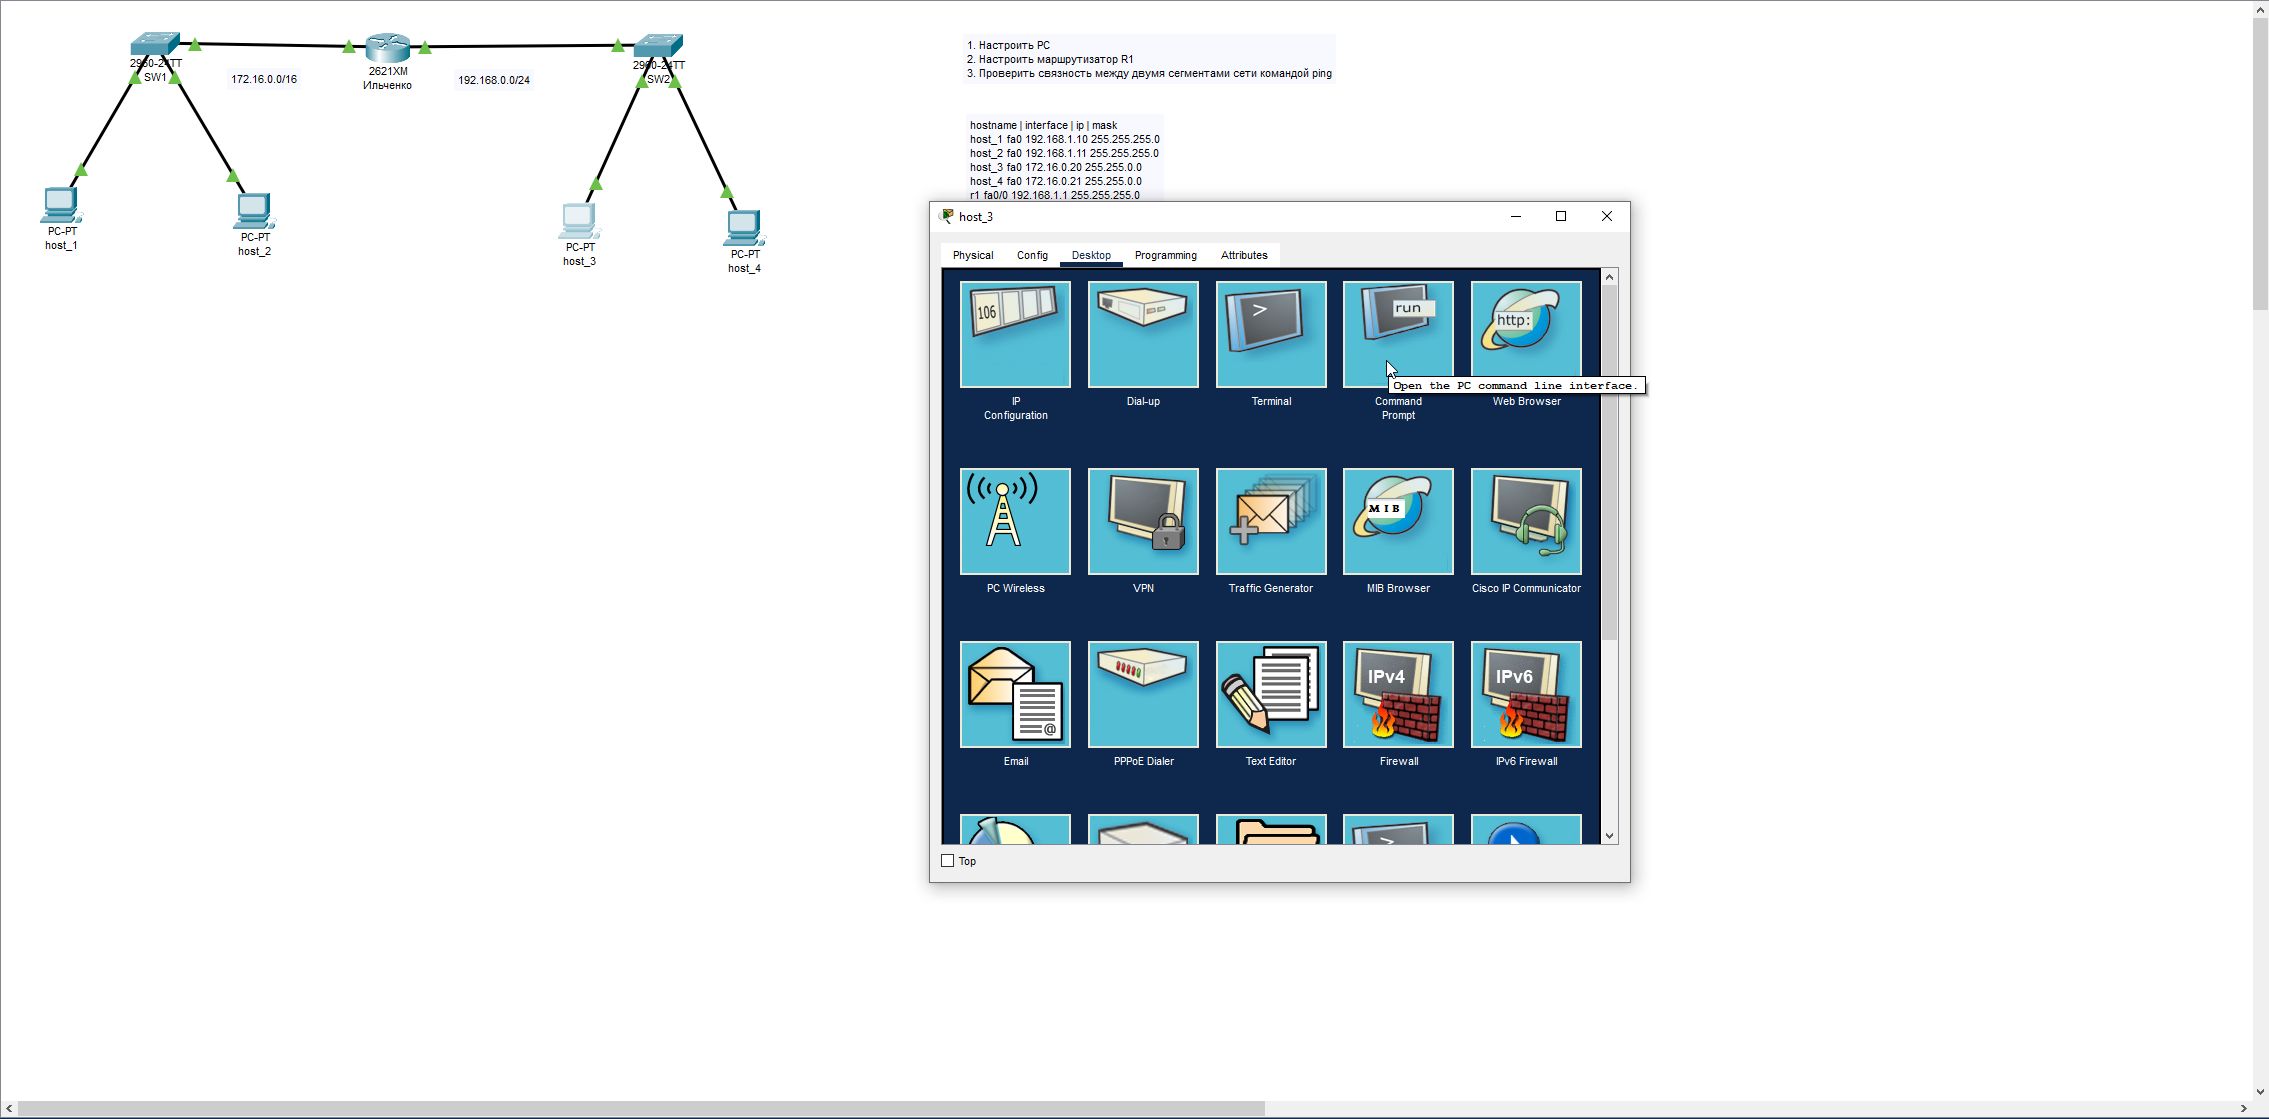 2960-24TT
SW1
172.16.0.0/16
2621XM
Ильченко
192.168.0.0/24
2960-24TT
SW2
PC-PT
host_1
PC-PT
host_2
PC-PT
host_3
PC-PT
host_4
1. Настроить PC
2. Настроить маршрутизатор R1
3. Проверить связность между двумя сегментами сети командой ping
hostname | interface | ip | mask
host_1 fa0 192.168.1.10 255.255.255.0
host_2 fa0 192.168.1.11 255.255.255.0
host_3 fa0 172.16.0.20 255.255.0.0
host_4 fa0 172.16.0.21 255.255.0.0
r1 fa0/0 192.168.1.1 255.255.255.0
host_3
Physical Config Desktop Programming Attributes
106
>
run
http:
Open the PC command line interface.
IP
Configuration
Dial-up
Terminal
Command
Prompt
Web Browser
MIB
PC Wireless
VPN
Traffic Generator
MIB Browser
Cisco IP Communicator
@
IPv4
IPv6
Email
PPPoE Dialer
Text Editor
Firewall
IPv6 Firewall
>
Top